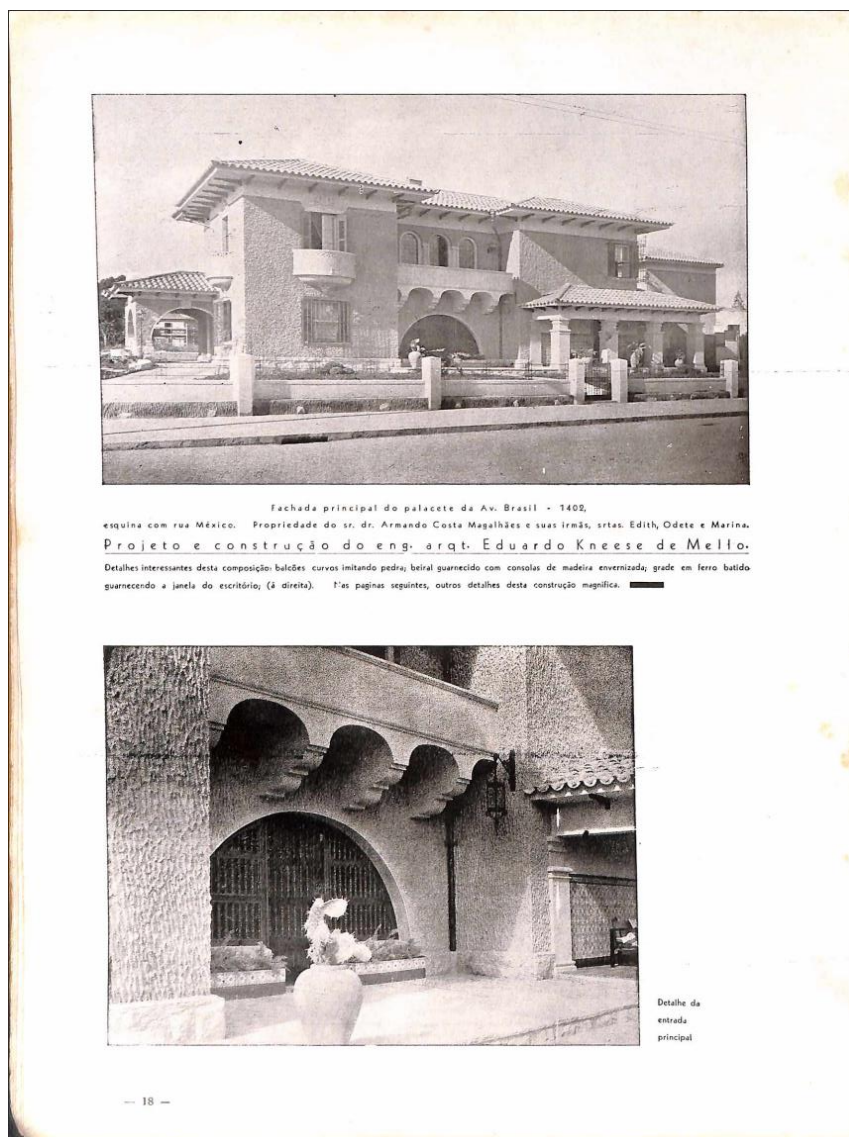 Fachada principal do palacete da Av. Brasil - 1402,
esquina com rua México. Propriedade do sr. dr. Armando Costa Magalhães e suas irmãs, srtas. Edith, Odete e Marina.
Projeto e construção do eng. arqt. Eduardo Kneese de Mello.
Detalhes interessantes desta composição: balcões curvos imitando pedra; beiral guarnecido com consolas de madeira envernizada; grade em ferro batido
guarnecendo a janela do escritório; (á direita). Nas paginas seguintes, outros detalhes desta construção magnífica.
Detalhe da
entrada
principal
— 18 —